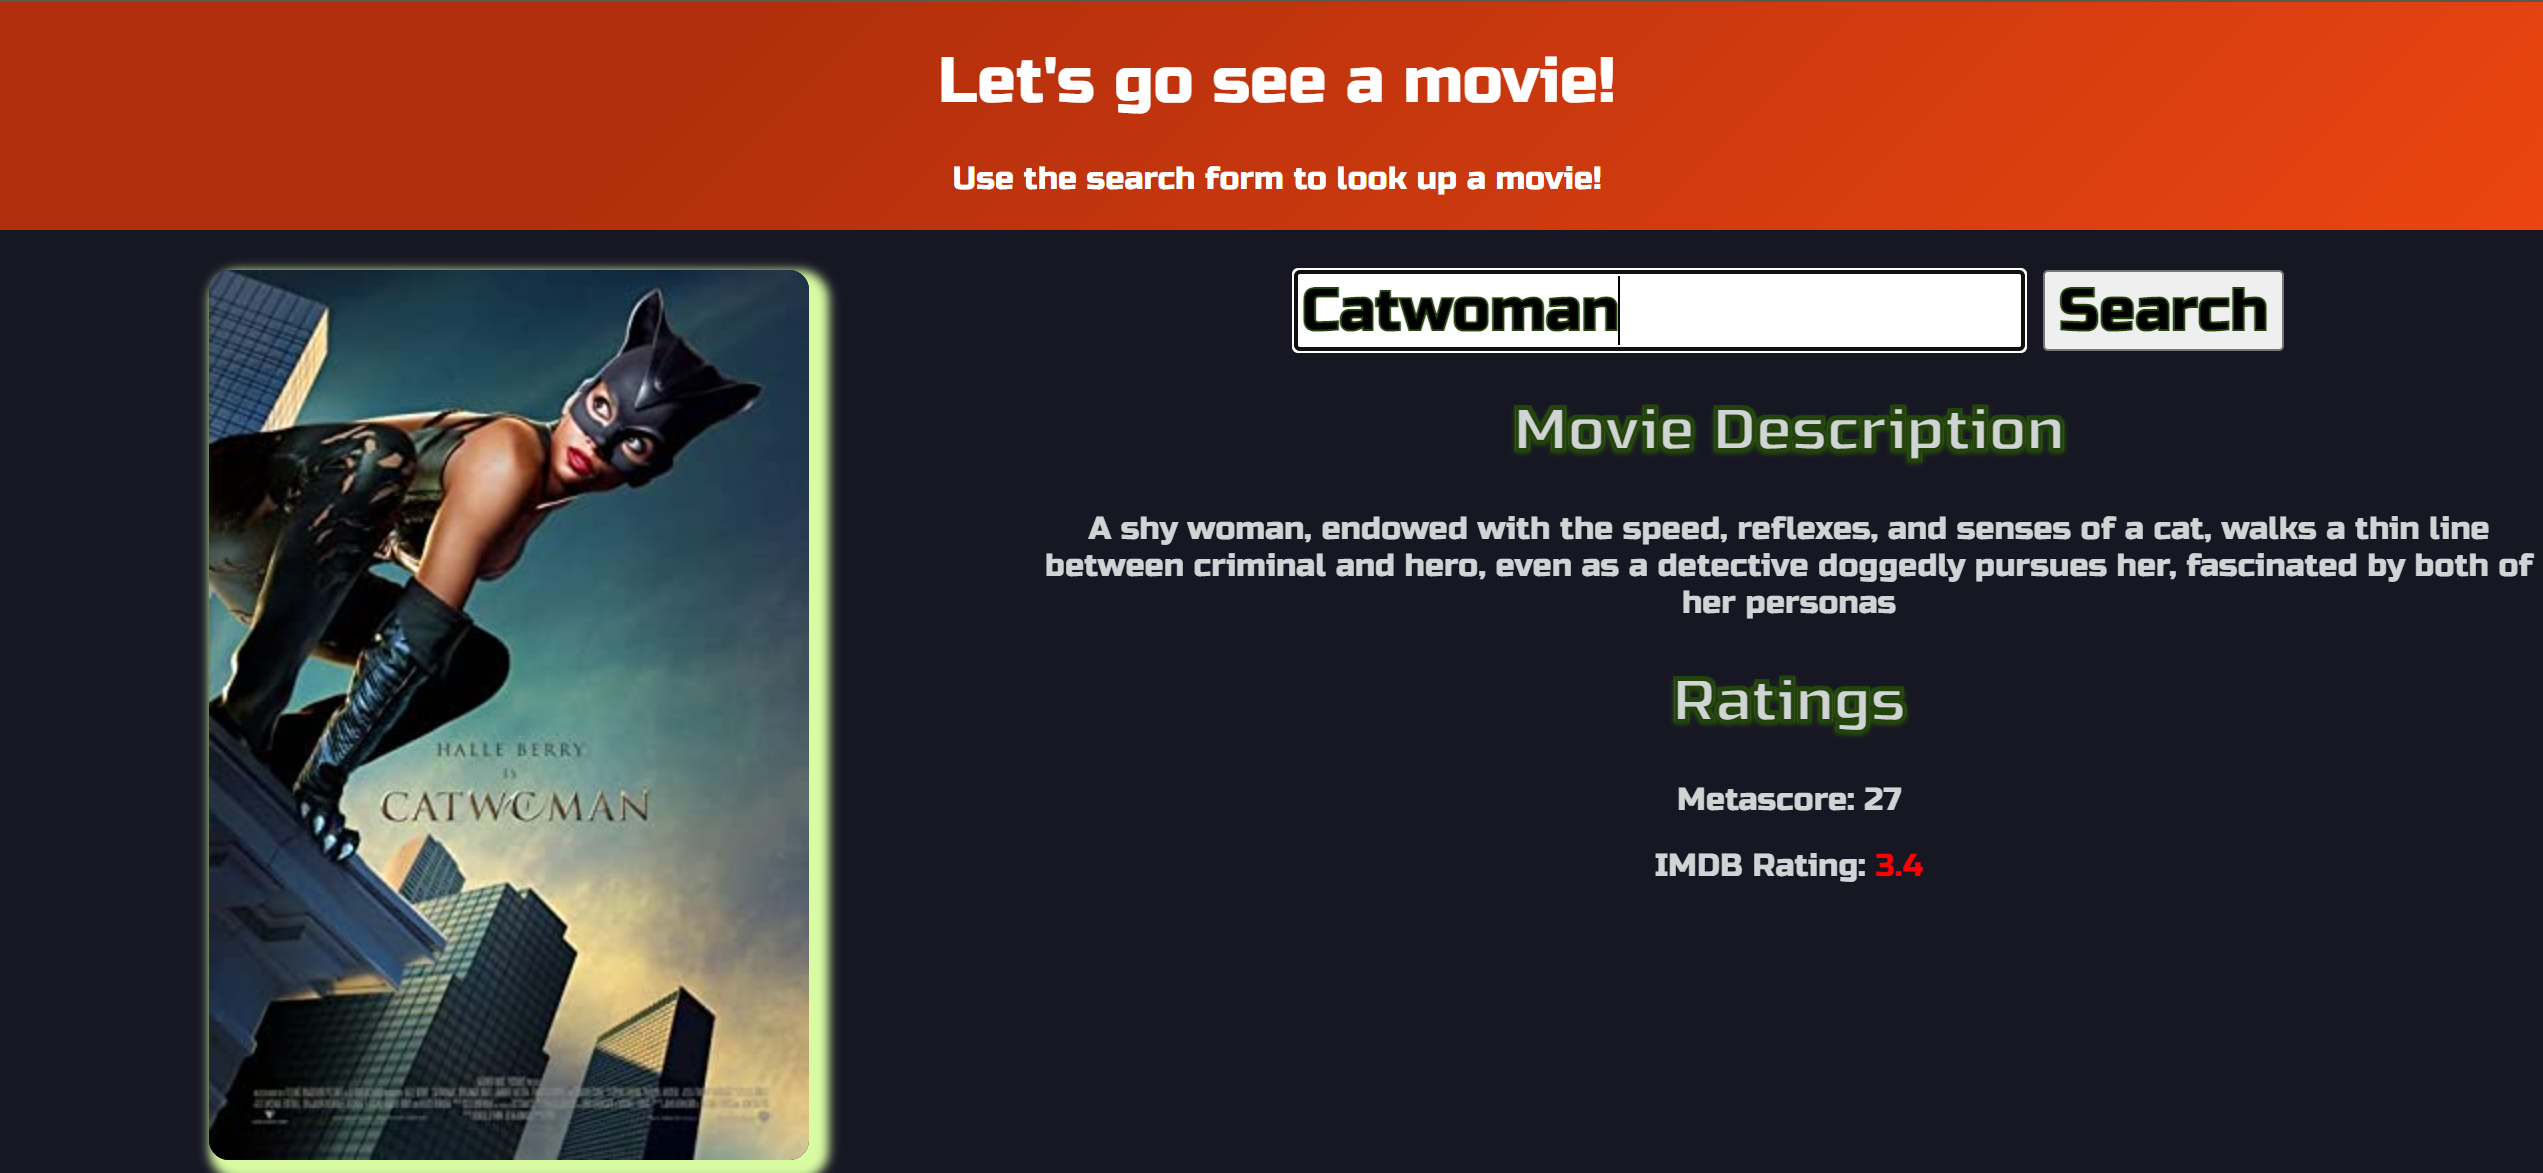 Let's go see a movie!
Use the search form to look up a movie!
Catwoman
Search
Movie Description
A shy woman, endowed with the speed, reflexes, and senses of a cat, walks a thin line
between criminal and hero, even as a detective doggedly pursues her, fascinated by both of
her personas
Ratings
Metascore: 27
IMDB Rating: 3.4
HALLE BERRY
IS
CATWOMAN